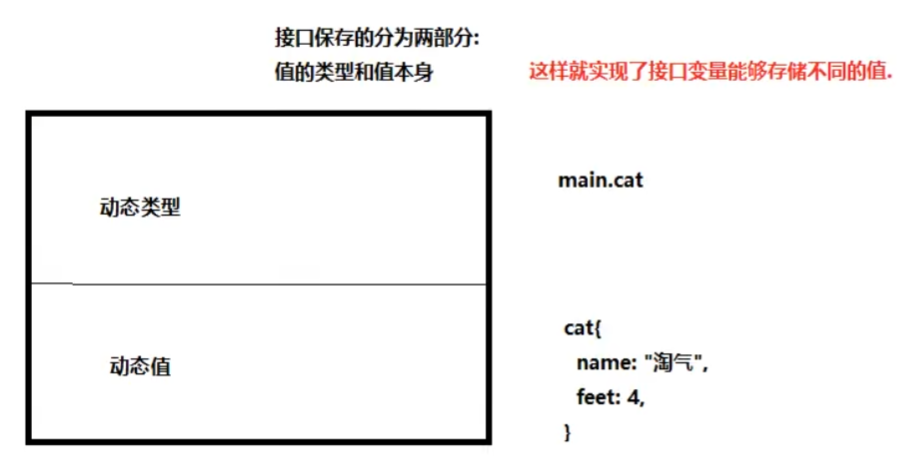 接口保存的分为两部分:
值的类型和值本身
这样就实现了接口变量能够存储不同的值.
动态类型
main.cat
动态值
cat{
name: "淘气",
feet: 4,
}